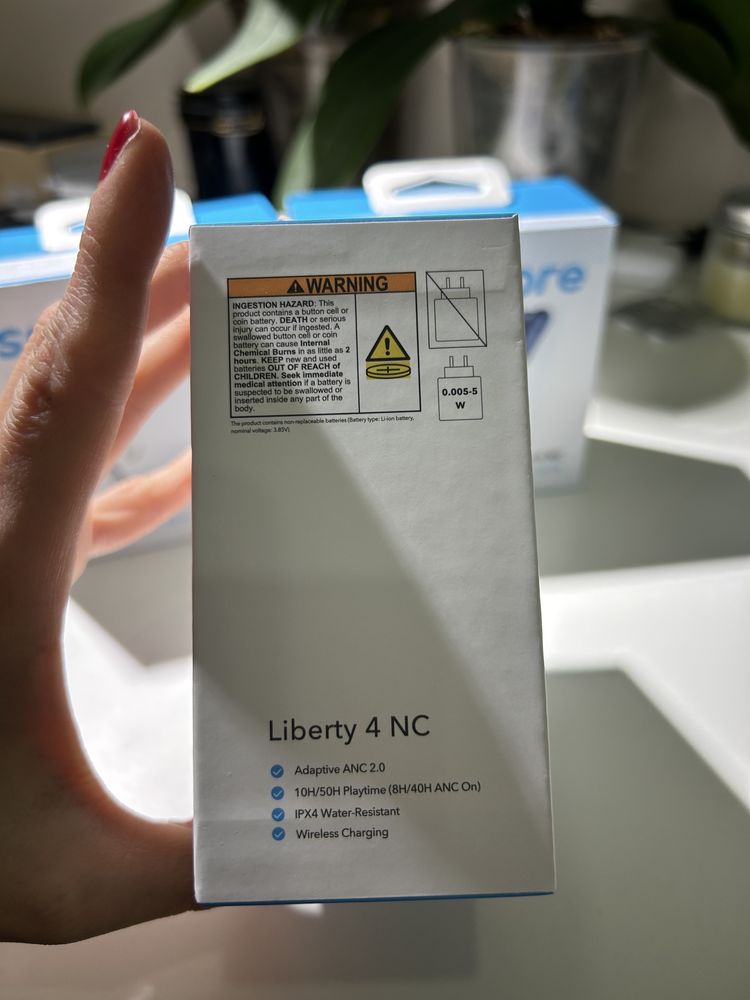 WARNING
INGESTION HAZARD: This
product contains a button cell or
coin battery. DEATH or serious
injury can occur if ingested. A
swallowed button cell or coin
battery can cause Internal
Chemical Burns in as little as 2
hours. KEEP new and used
batteries OUT OF REACH of
CHILDREN. Seek immediate
medical attention if a battery is
suspected to be swallowed or
inserted inside any part of the
body.
0.005-5
W
The product contains non-replaceable batteries (Battery type: Li-ion battery,
nominal voltage: 3.85V)
ore
Liberty 4 NC
Adaptive ANC 2.0
10H/50H Playtime (8H/40H ANC On)
IPX4 Water-Resistant
Wireless Charging